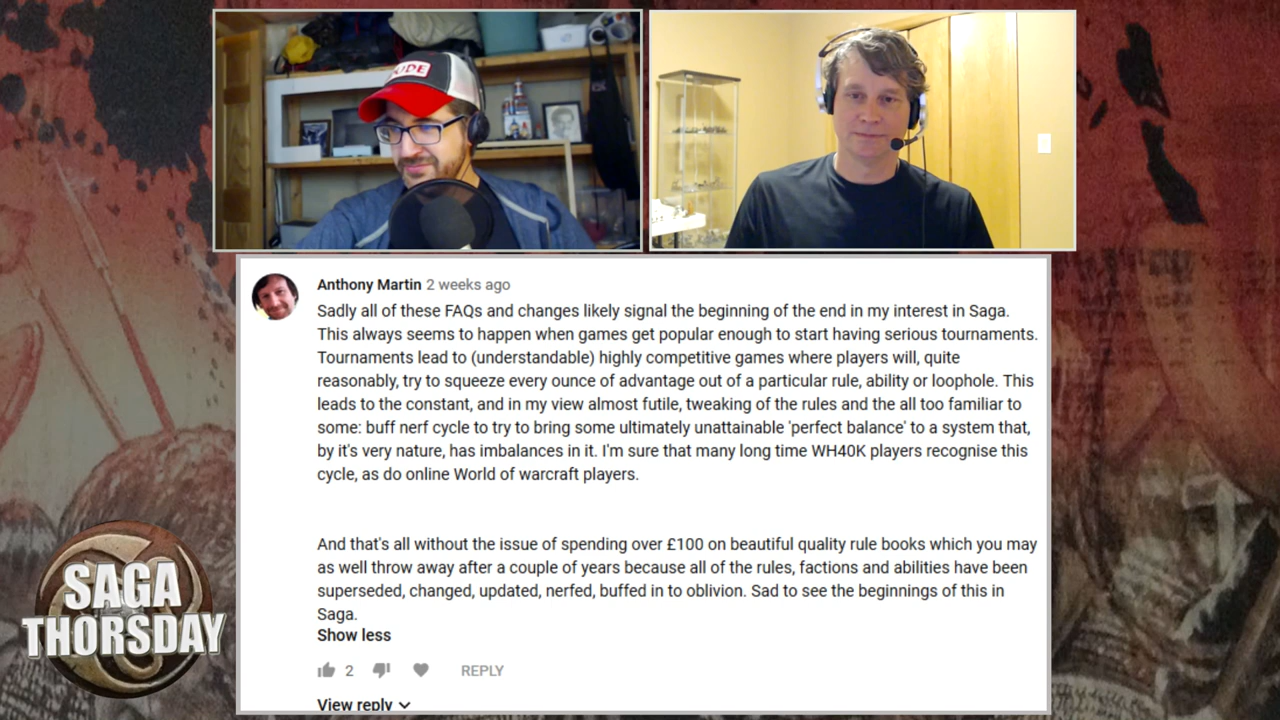 UDE
Anthony Martin 2 weeks ago
Sadly all of these FAQs and changes likely signal the beginning of the end in my interest in Saga.
This always seems to happen when games get popular enough to start having serious tournaments.
Tournaments lead to (understandable) highly competitive games where players will, quite
reasonably, try to squeeze every ounce of advantage out of a particular rule, ability or loophole. This
leads to the constant, and in my view almost futile, tweaking of the rules and the all too familiar to
some: buff nerf cycle to try to bring some ultimately unattainable 'perfect balance' to a system that,
by it's very nature, has imbalances in it. I'm sure that many long time WH40K players recognise this
cycle, as do online World of warcraft players.
And that's all without the issue of spending over £100 on beautiful quality rule books which you may
as well throw away after a couple of years because all of the rules, factions and abilities have been
superseded, changed, updated, nerfed, buffed in to oblivion. Sad to see the beginnings of this in
Saga.
Show less
2 REPLY
View reply
SAGA
THORSDAY